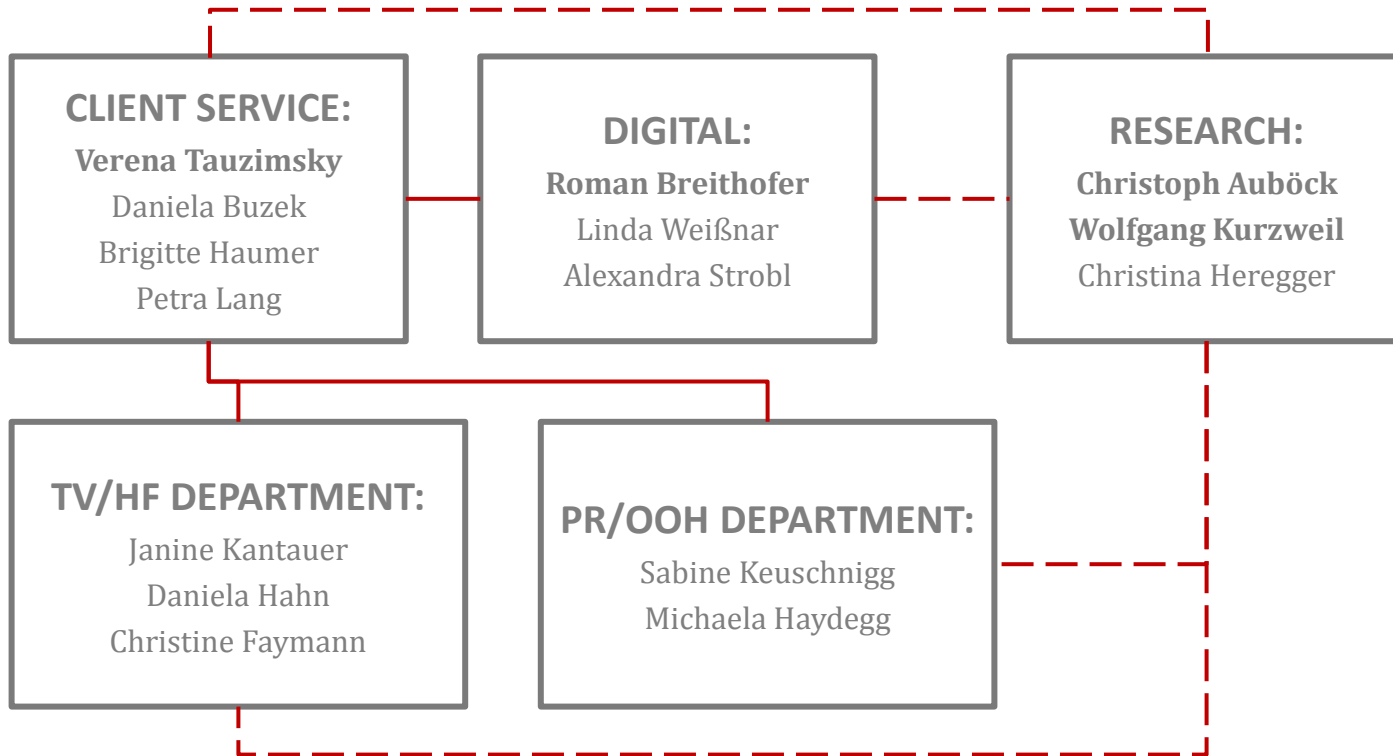 CLIENT SERVICE:
Verena Tauzimsky
Daniela Buzek
Brigitte Haumer
Petra Lang
DIGITAL:
Roman Breithofer
Linda Weißnar
Alexandra Strobl
RESEARCH:
Christoph Auböck
Wolfgang Kurzweil
Christina Heregger
TV/HF DEPARTMENT:
Janine Kantauer
Daniela Hahn
Christine Faymann
PR/OOH DEPARTMENT:
Sabine Keuschnigg
Michaela Haydegg